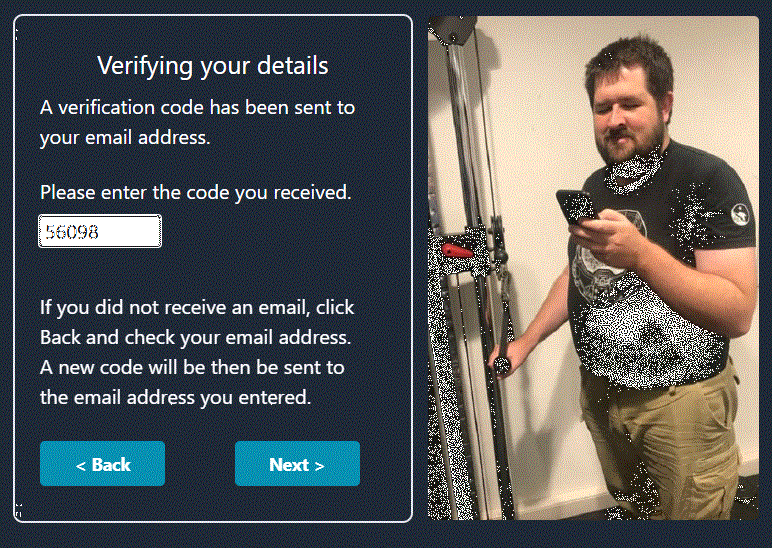 Verifying your details
A verification code has been sent to
your email address.
Please enter the code you received.
56098
If you did not receive an email, click
Back and check your email address.
A new code will be then be sent to
the email address you entered.
< Back
Next >